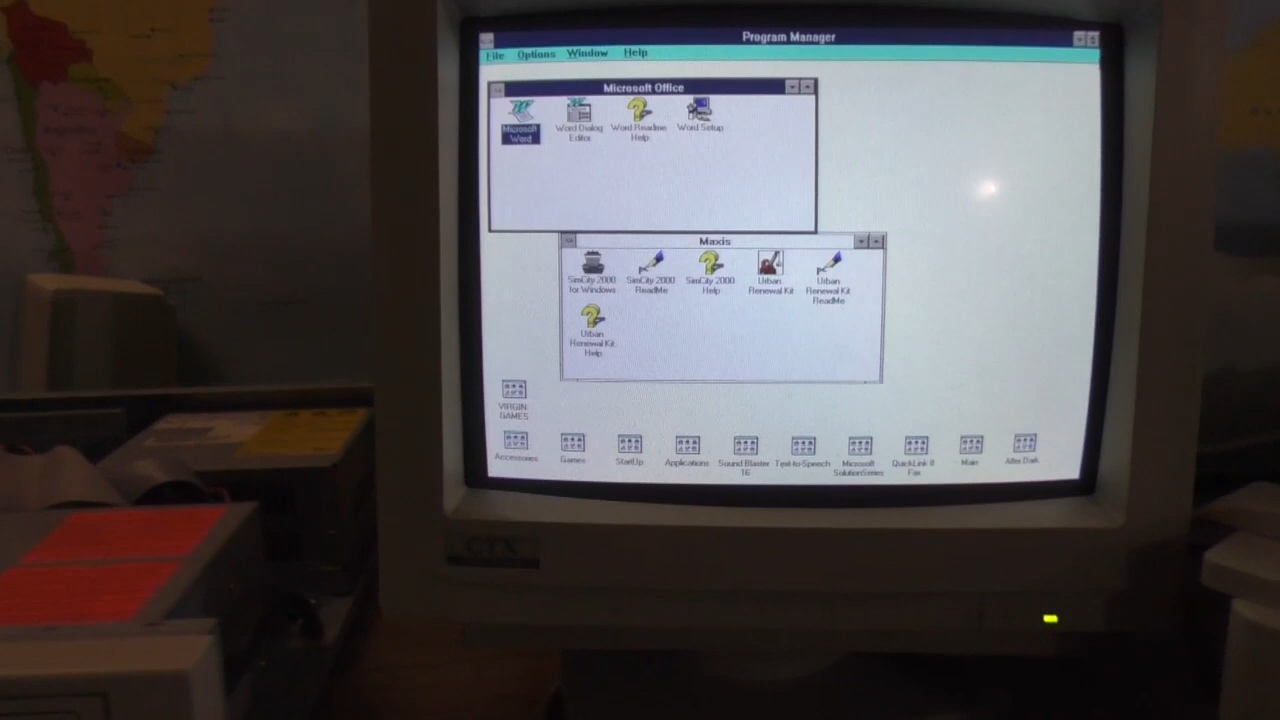 Program Manager
File Options Window Help
Microsoft Office
Microsoft Word
Word Dialog Editor
Word Readme Help
Word Setup
Maxis
SimCity 2000 for Windows
SimCity 2000 ReadMe
SimCity 2000 Help
Urban Renewal Kit
Urban Renewal Kit ReadMe
Urban Renewal Kit Help
VIRGIN GAMES
Accessories
Games
StartUp
Applications
Sound Blaster 16
Text-to-Speech
Microsoft Solution Series
QuickLink II Fax
Main
After Dark
CTX